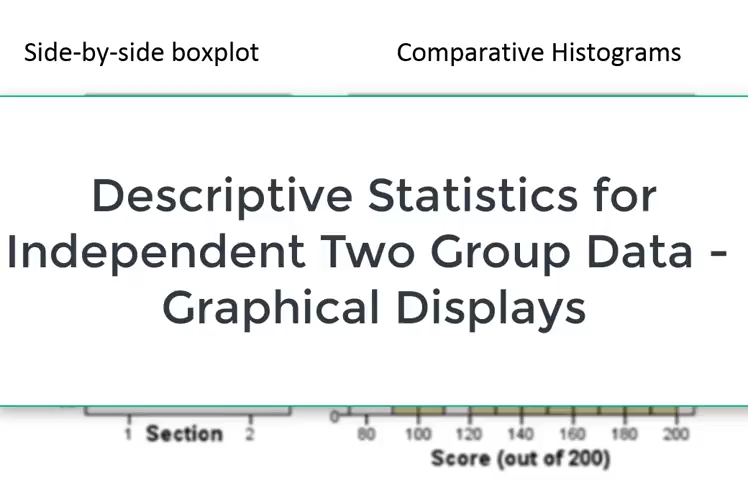 Side-by-side boxplot
Comparative Histograms
Descriptive Statistics for
Independent Two Group Data -
Graphical Displays
0
1 Section 2
80 100 120 140 160 180 200
Score (out of 200)